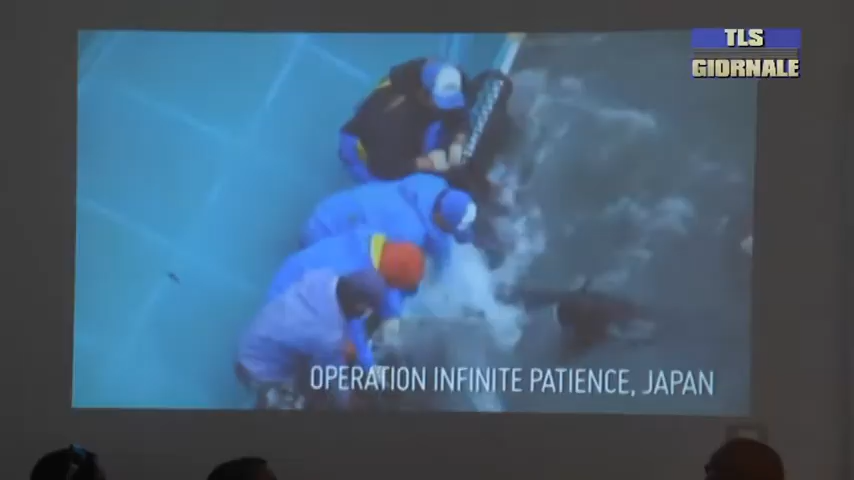 TLS
GIORNALE
OPERATION INFINITE PATIENCE, JAPAN